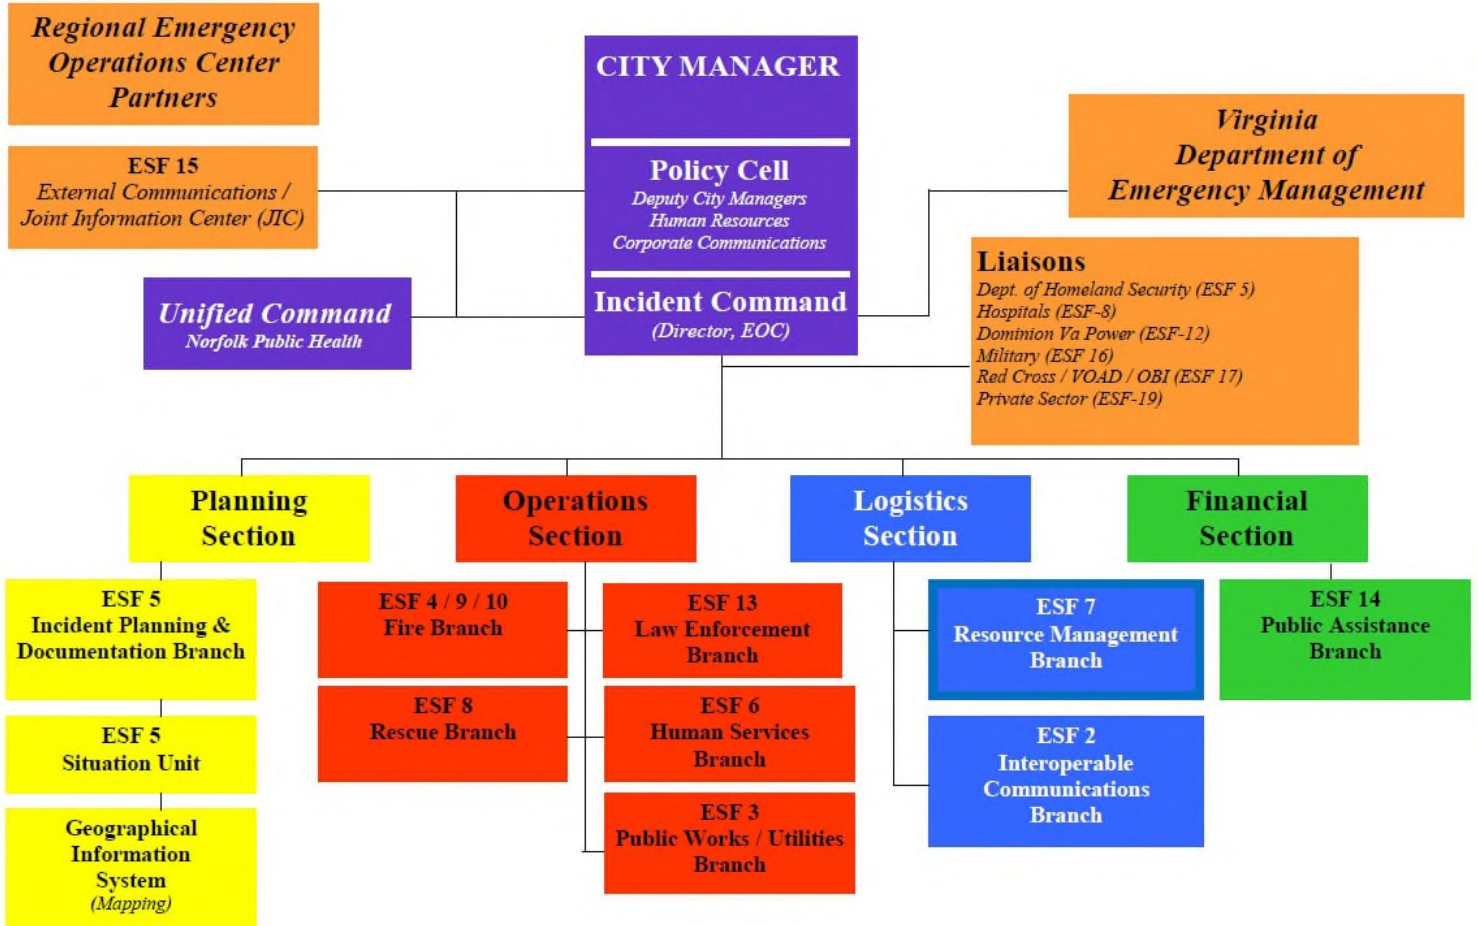 Regional Emergency
Operations Center
Partners
ESF 15
External Communications /
Joint Information Center (JIC)
Unified Command
Norfolk Public Health
CITY MANAGER
Policy Cell
Deputy City Managers
Human Resources
Corporate Communications
Incident Command
(Director, EOC)
Virginia
Department of
Emergency Management
Liaisons
Dept. of Homeland Security (ESF 5)
Hospitals (ESF-8)
Dominion Va Power (ESF-12)
Military (ESF 16)
Red Cross / VOAD / OBI (ESF 17)
Private Sector (ESF-19)
Planning
Section
ESF 5
Incident Planning &
Documentation Branch
ESF 5
Situation Unit
Geographical
Information
System
(Mapping)
Operations
Section
ESF 4 / 9 / 10
Fire Branch
ESF 8
Rescue Branch
ESF 13
Law Enforcement
Branch
ESF 6
Human Services
Branch
ESF 3
Public Works / Utilities
Branch
Logistics
Section
ESF 7
Resource Management
Branch
ESF 2
Interoperable
Communications
Branch
Financial
Section
ESF 14
Public Assistance
Branch